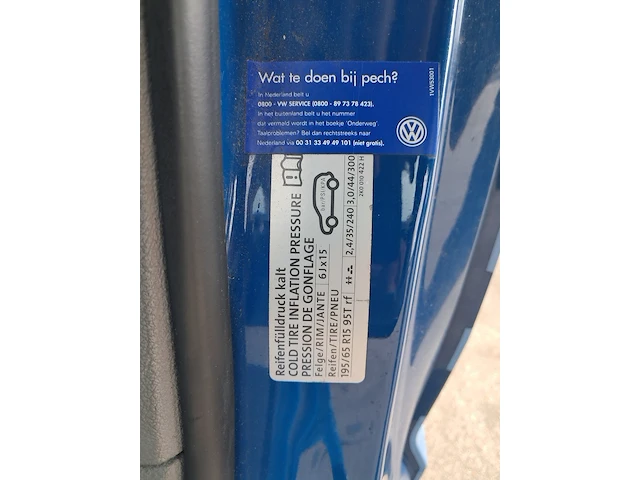 Wat te doen bij pech?
In Nederland belt u
0800 - VW SERVICE (0800 - 89 73 78 423).
In het buitenland belt u het nummer
dat vermeld wordt in het boekje 'Onderweg'.
Taalproblemen? Bel dan rechtstreeks naar
Nederland via 00 31 33 49 49 101 (niet gratis).
VW
Reifenfülldruck kalt
COLD TIRE INFLATION PRESSURE
PRESSION DE GONFLAGE
Felge/RIM/JANTE 6Jx15
Reifen/TIRE/PNEU
195/65 R15 95T rf 2,4/35/240 3,0/44/300